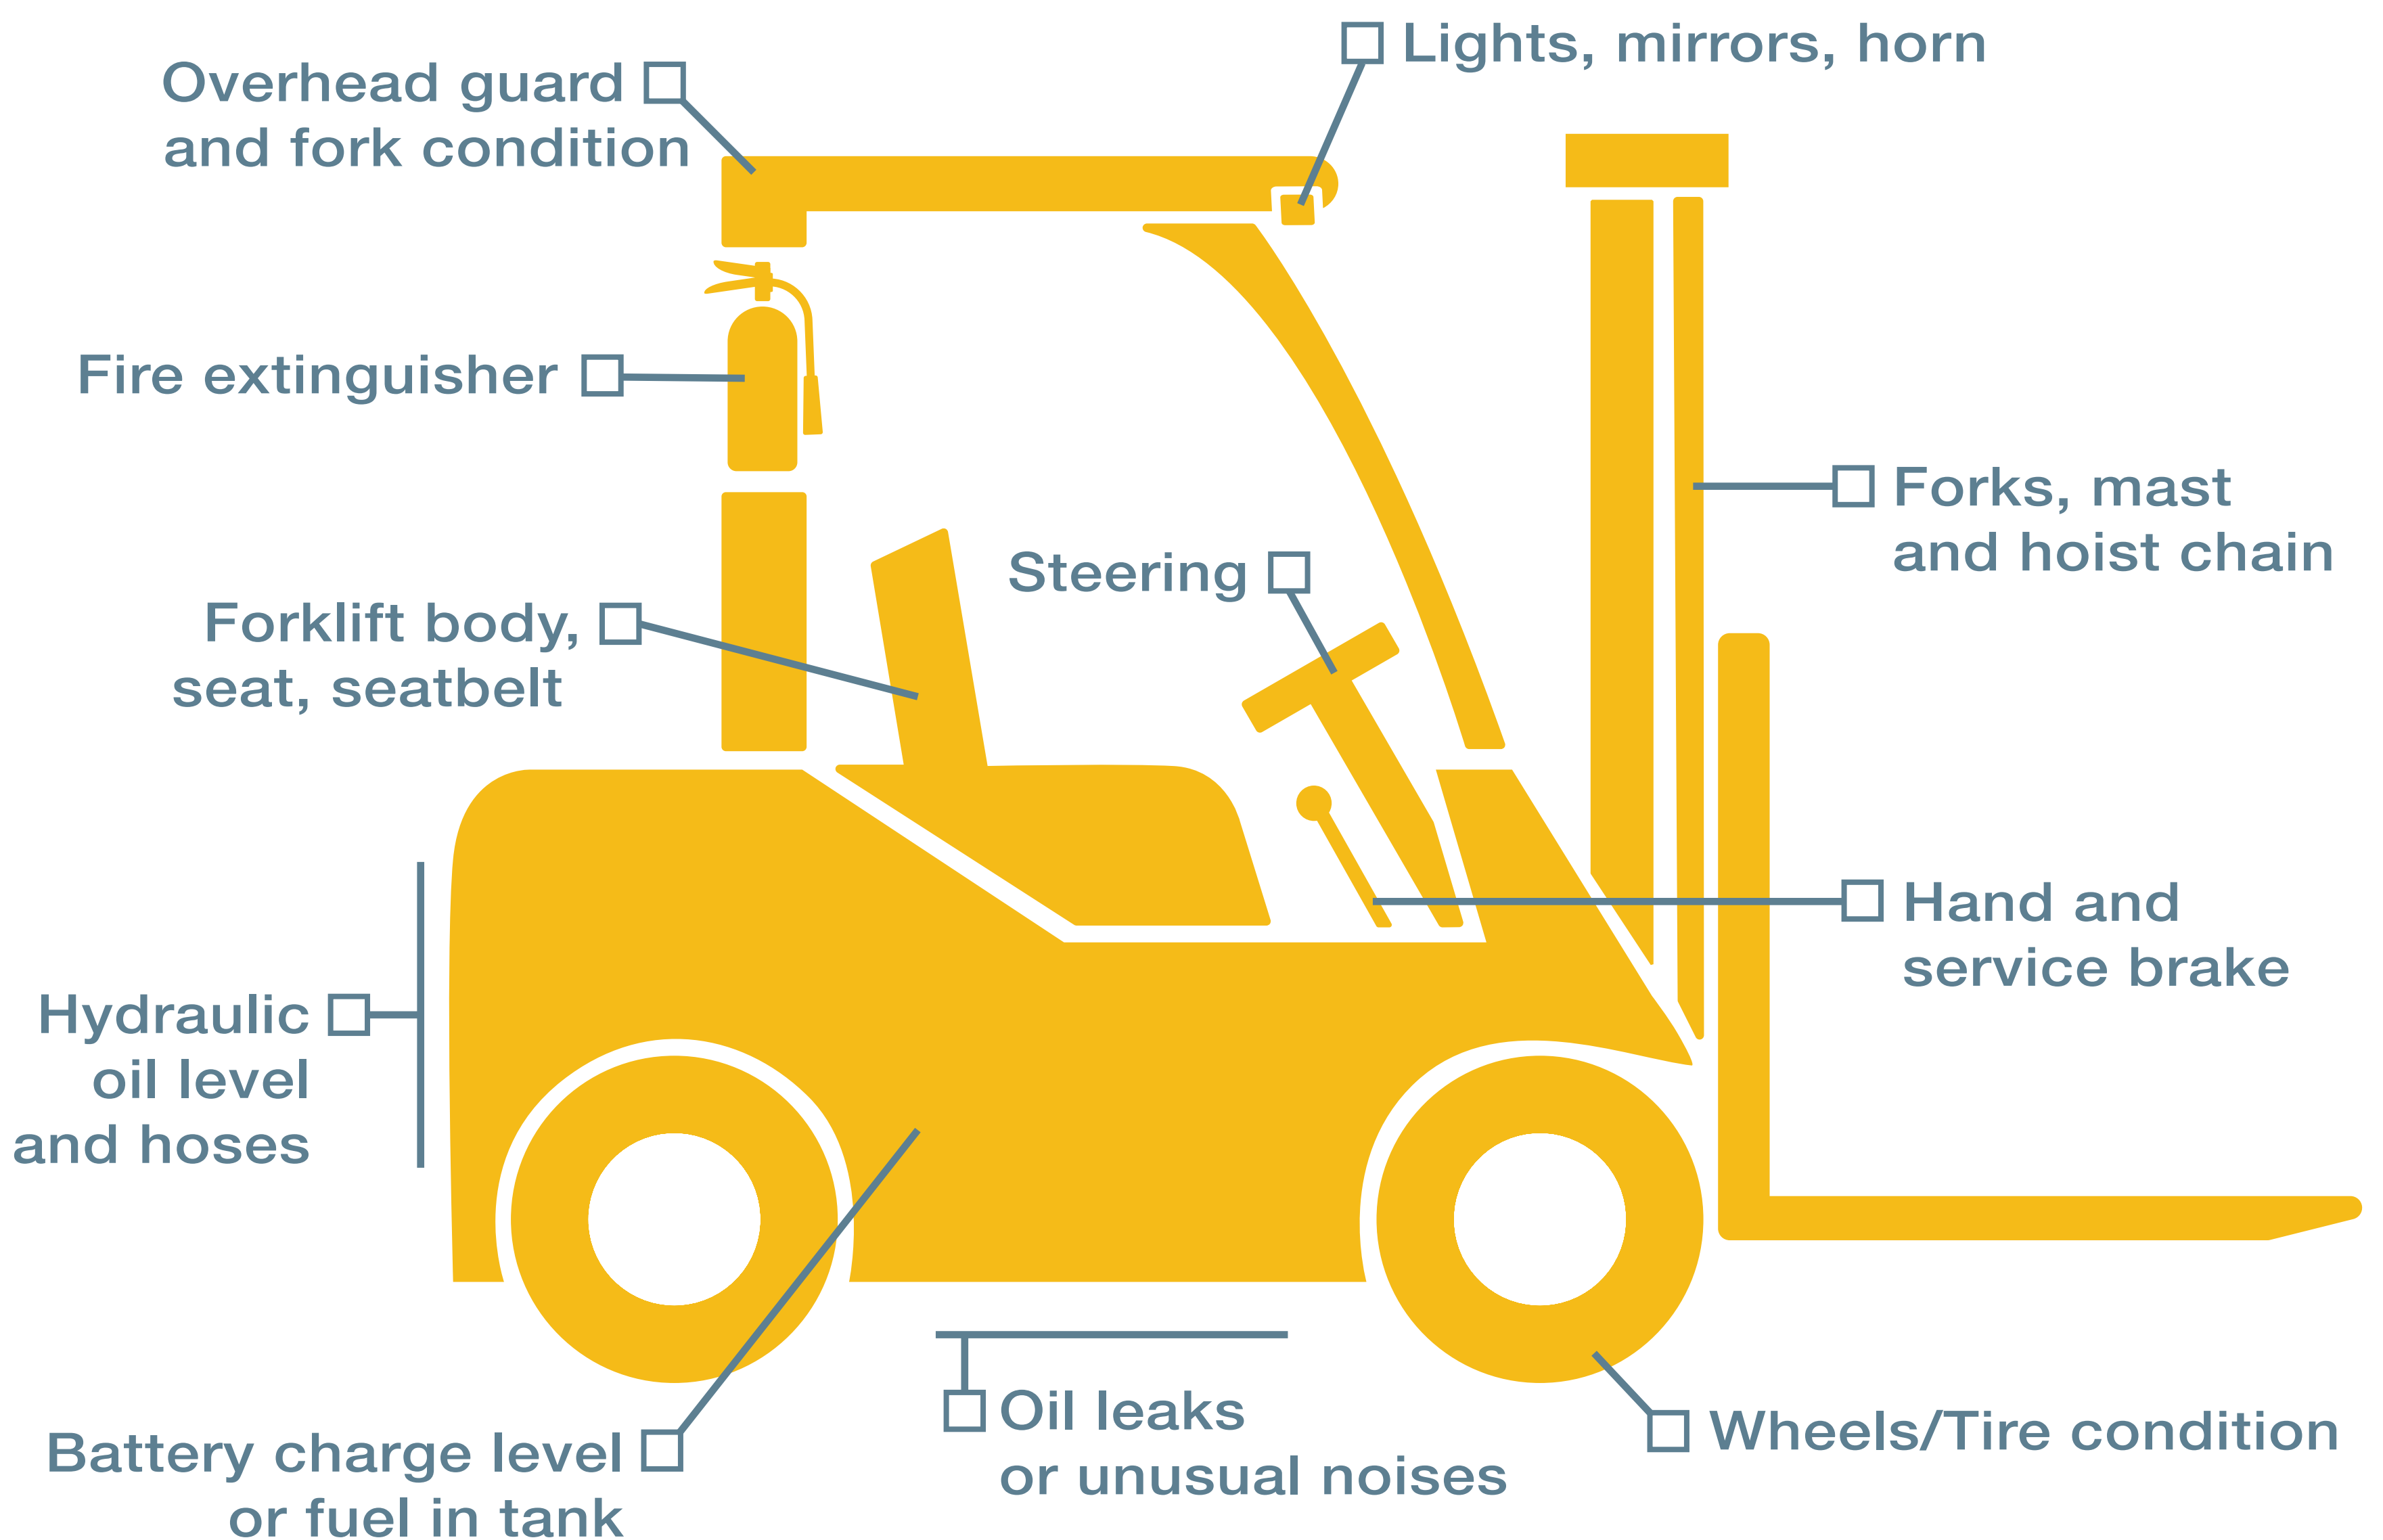 Overhead guard
and fork condition
Lights, mirrors, horn
Fire extinguisher
Forks, mast
and hoist chain
Steering
Forklift body,
seat, seatbelt
Hand and
service brake
Hydraulic
oil level
and hoses
Battery charge level
or fuel in tank
Oil leaks
or unusual noises
Wheels/Tire condition